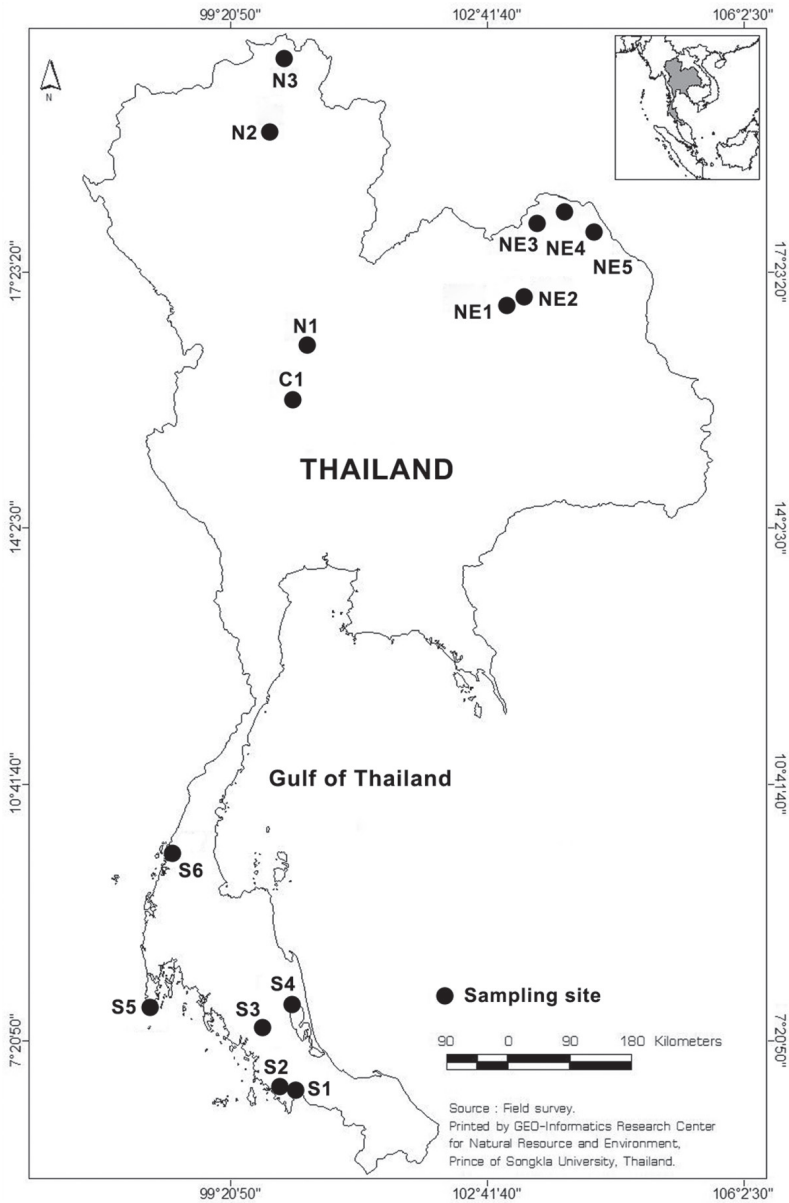 99°20'50" 102°41'40" 106°2'30"
N
N3
N2
NE3 NE4 NE5
17°23'20" 17°23'20"
NE1 NE2
N1
C1
THAILAND
14°2'30" 14°2'30"
Gulf of Thailand
10°41'40" 10°41'40"
S6
S5 S4
S3
Sampling site
7°20'50" 7°20'50"
90 0 90 180 Kilometers
S2 S1
Source : Field survey.
Printed by GEO-Informatics Research Center
for Natural Resource and Environment,
Prince of Songkla University, Thailand.
99°20'50" 102°41'40" 106°2'30"